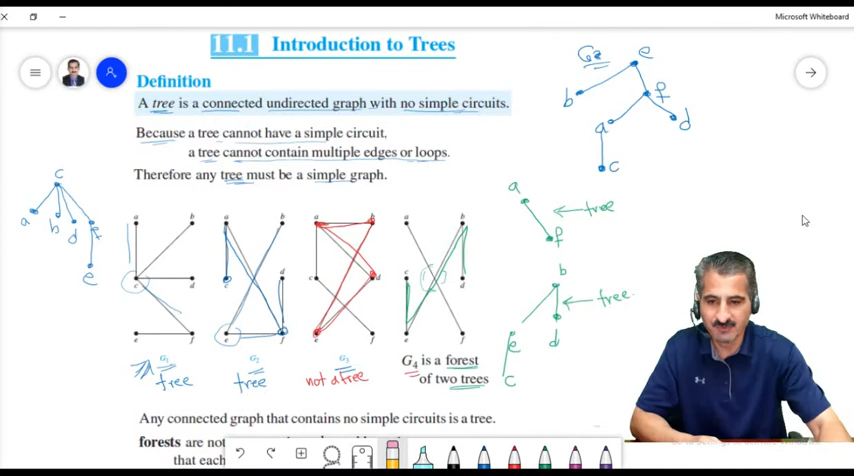 Microsoft Whiteboard
11.1 Introduction to Trees
Definition
A tree is a connected undirected graph with no simple circuits.
Because a tree cannot have a simple circuit,
a tree cannot contain multiple edges or loops.
Therefore any tree must be a simple graph.
G2
e
b
f
a
d
c
c
a
b
d
f
e
a
tree
f
b
tree
e
d
c
a b a b a b a b
c d c d c d c d
e f e f e f e f
G1 G2 G3
tree tree not a tree
G4 is a forest
of two trees
Any connected graph that contains no simple circuits is a tree.
forests are not
that each